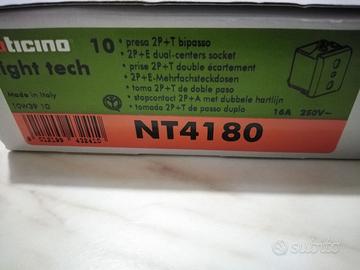 aticino
ight tech
Made in Italy
10W39 10
10
• presa 2P+T bipasso
• 2P+E dual-centers socket
• prise 2P+T double écartement
• 2P+E-Mehrfachsteckdosen
• toma 2P+T de doble paso
• stopcontact 2P+A met dubbele hartlijn
• tomada 2P+T de passo duplo
16A 250V~
NT4180
subito